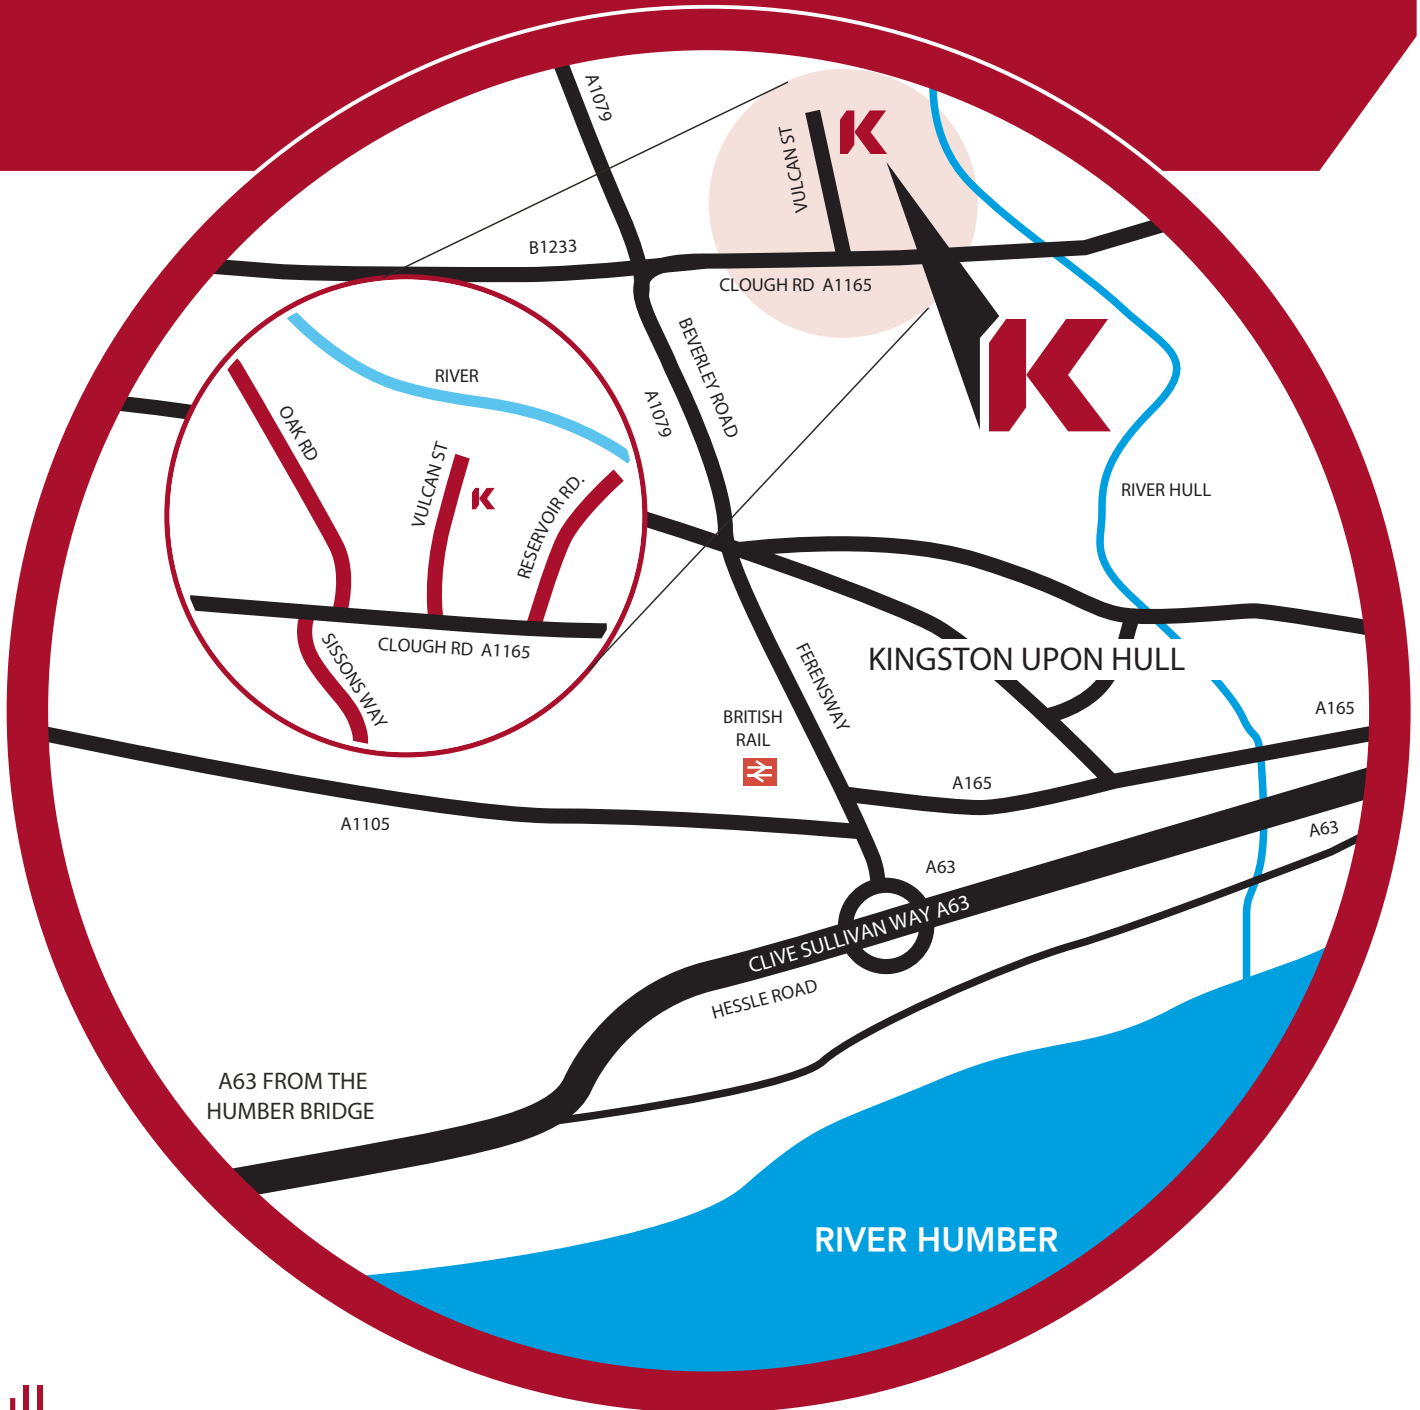 A1079
VULCAN ST
K
B1233
CLOUGH RD A1165
BEVERLEY ROAD
A1079
K
RIVER
OAK RD
VULCAN ST
K
RESERVOIR RD.
CLOUGH RD A1165
SISSONS WAY
RIVER HULL
KINGSTON UPON HULL
FERENSWAY
BRITISH
RAIL
A165
A165
A1105
A63
A63
CLIVE SULLIVAN WAY A63
HESSLE ROAD
A63 FROM THE
HUMBER BRIDGE
RIVER HUMBER